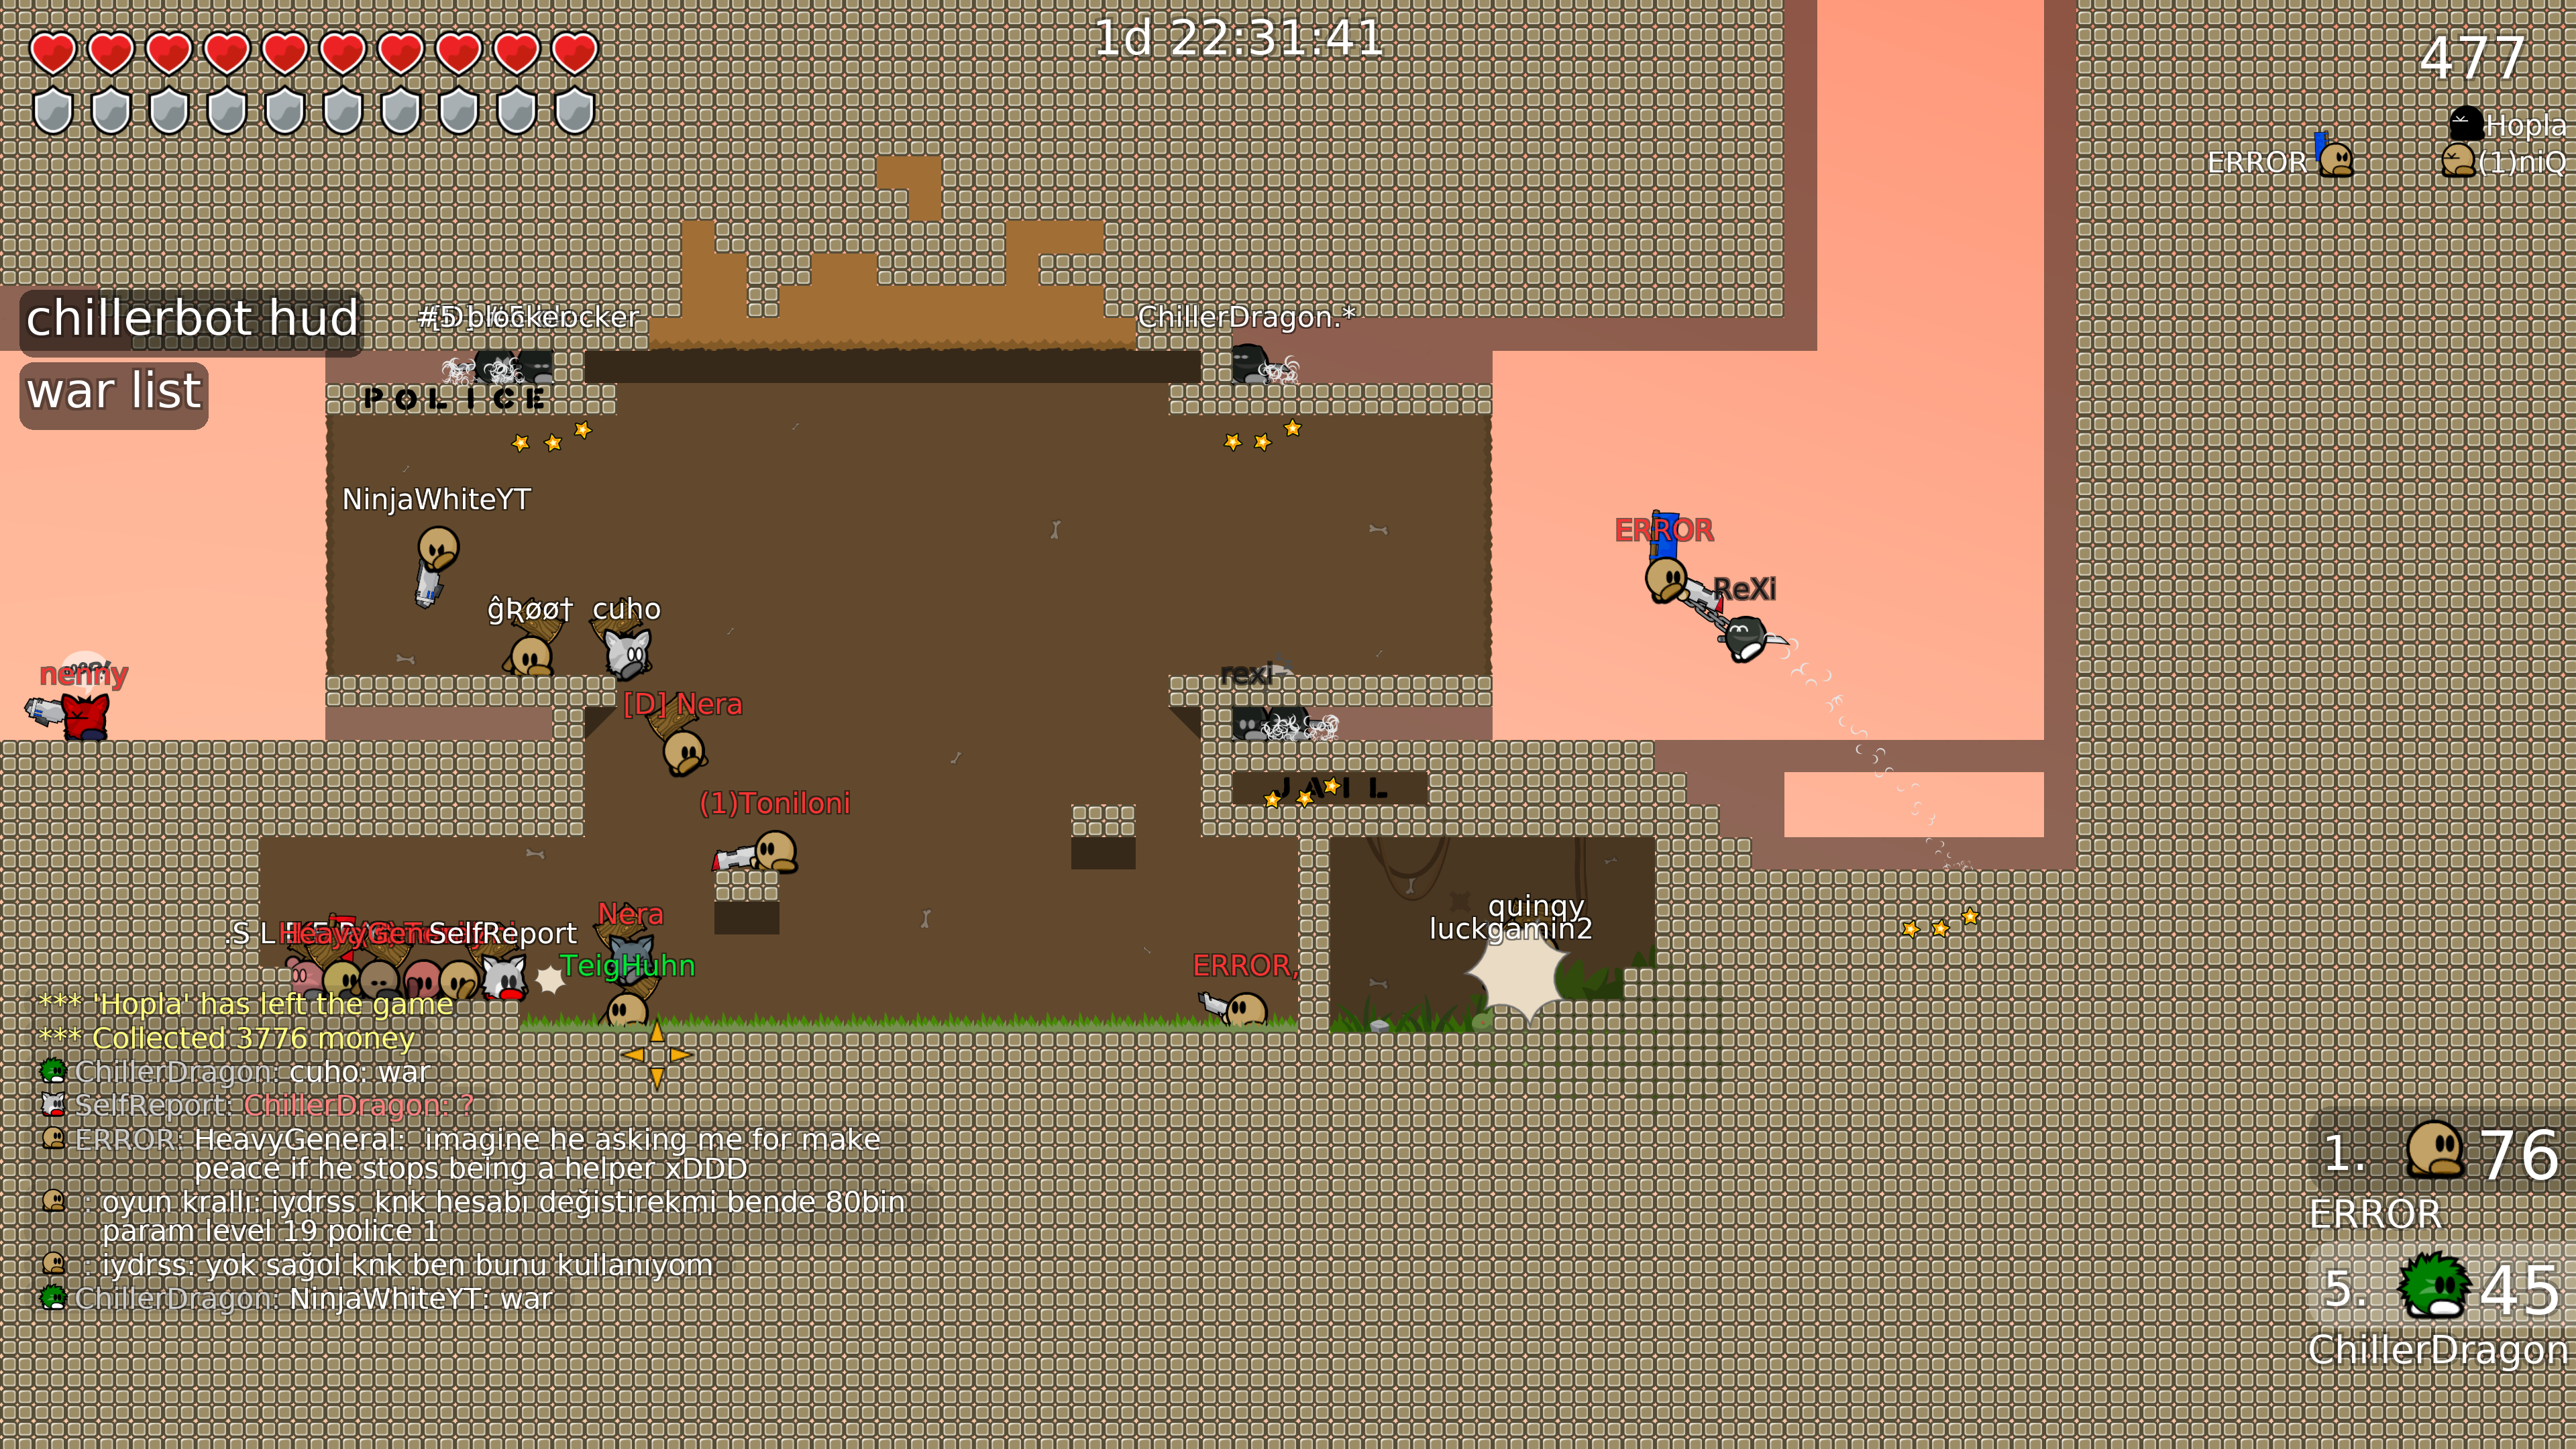 1d 22:31:41
477
Hopla
ERROR (1)niQ
chillerbot hud
war list
ChillerDragon.*
POLICE
NinjaWhiteYT
ERROR
ReXi
ĝƦøø† cuho
nenny
rexi
[D] Nera
JAIL
(1)Toniloni
quinqy
luckgamin2
Nera
SelfReport
TeigHuhn
ERROR,
*** 'Hopla' has left the game
*** Collected 3776 money
ChillerDragon: cuho: war
SelfReport: ChillerDragon: ?
ERROR: HeavyGeneral: imagine he asking me for make
peace if he stops being a helper xDDD
: oyun krallı: iydrss knk hesabı değistirekmi bende 80bin
param level 19 police 1
: iydrss: yok sağol knk ben bunu kullanıyom
ChillerDragon: NinjaWhiteYT: war
1. 76
ERROR
5. 45
ChillerDragon